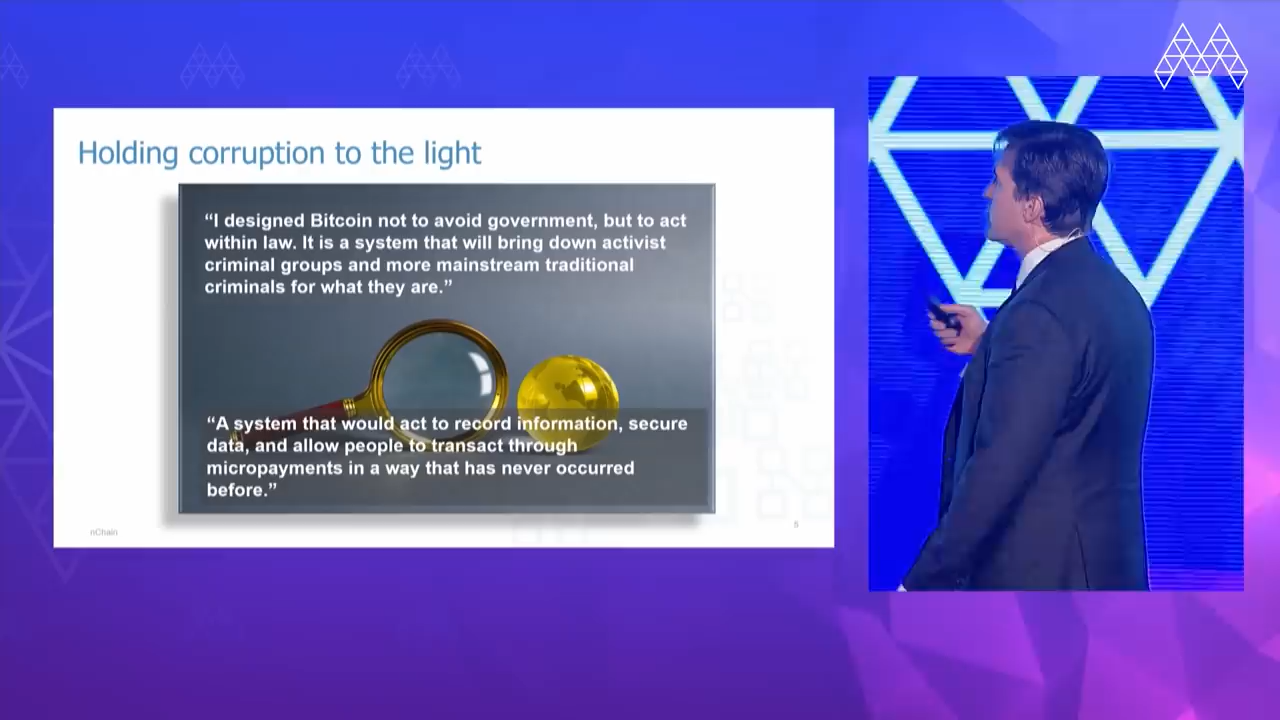 Holding corruption to the light
“I designed Bitcoin not to avoid government, but to act
within law. It is a system that will bring down activist
criminal groups and more mainstream traditional
criminals for what they are.”
“A system that would act to record information, secure
data, and allow people to transact through
micropayments in a way that has never occurred
before.”
nChain
5